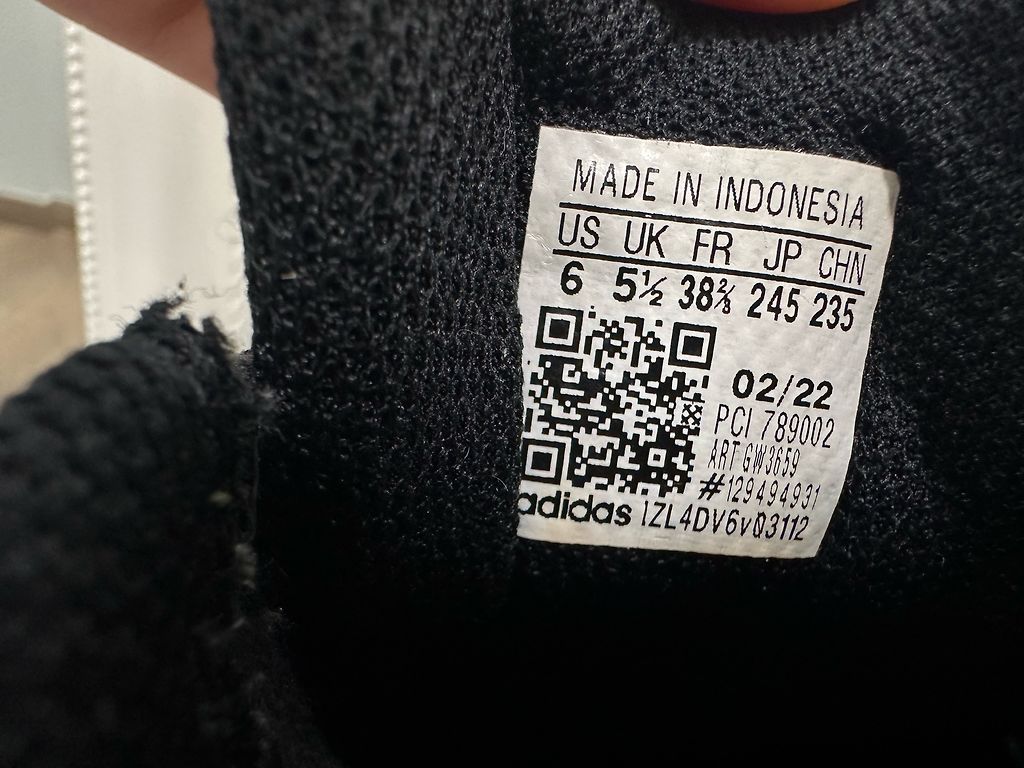 MADE IN INDONESIA
US UK FR JP CHN
6 5½ 38⅔ 245 235
02/22
PCI 789002
ART GW3659
#129494931
adidas 1ZL4DV6v03112